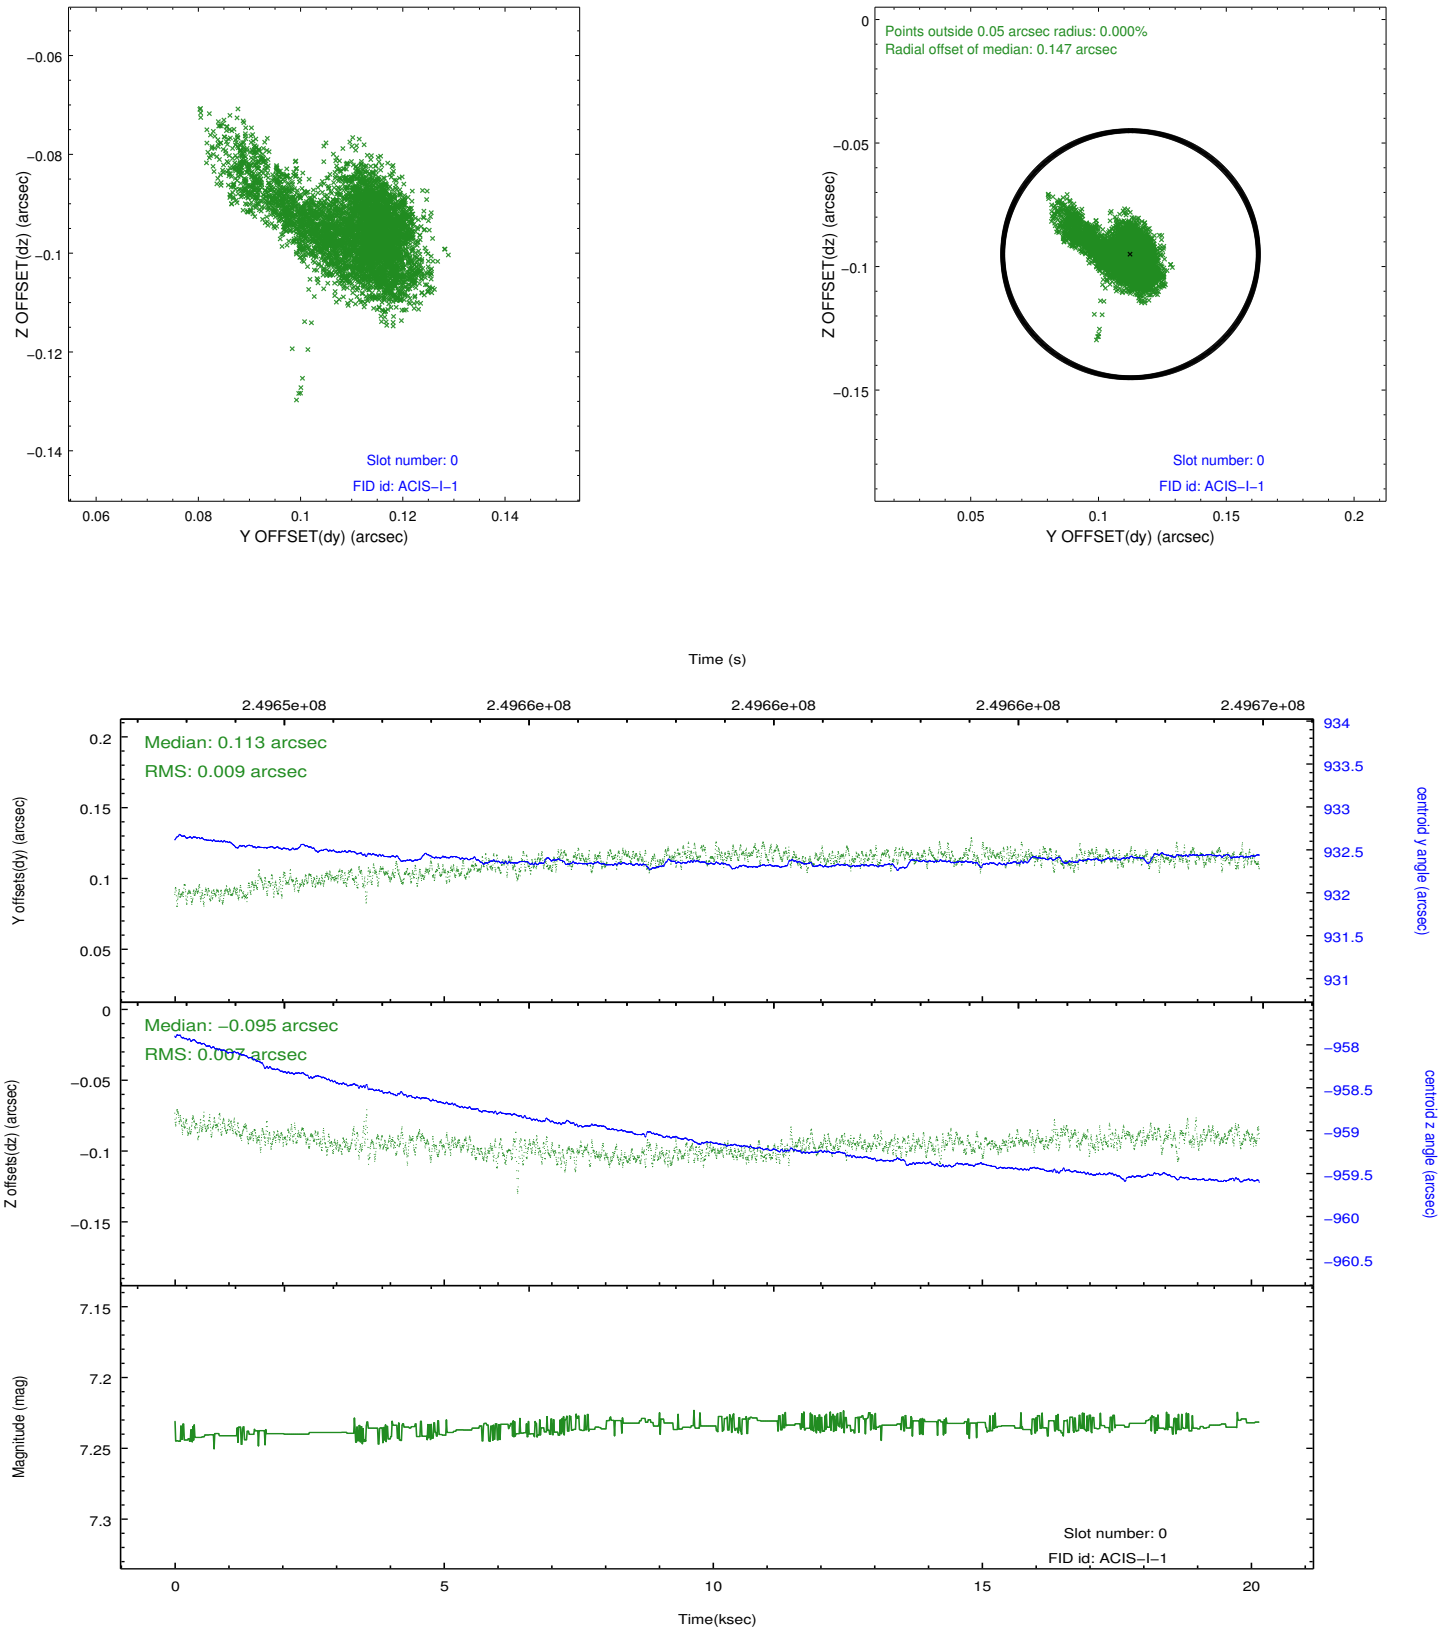 −0.06
−0.08
−0.1
−0.12
−0.14
Z OFFSET(dz) (arcsec)
Slot number: 0
FID id: ACIS−I−1
0.06 0.08 0.1 0.12 0.14
Y OFFSET(dy) (arcsec)
Points outside 0.05 arcsec radius: 0.000%
Radial offset of median: 0.147 arcsec
0
−0.05
−0.1
−0.15
Z OFFSET(dz) (arcsec)
Slot number: 0
FID id: ACIS−I−1
0.05 0.1 0.15 0.2
Y OFFSET(dy) (arcsec)
Time (s)
2.4965e+08 2.4966e+08 2.4966e+08 2.4966e+08 2.4967e+08
Median: 0.113 arcsec
RMS: 0.009 arcsec
0.2
0.15
0.1
0.05
Y offsets(dy) (arcsec)
934
933.5
933
932.5
932
931.5
931
centroid y angle (arcsec)
Median: −0.095 arcsec
RMS: 0.007 arcsec
0
−0.05
−0.1
−0.15
Z offsets(dz) (arcsec)
−958
−958.5
−959
−959.5
−960
−960.5
centroid z angle (arcsec)
7.15
7.2
7.25
7.3
Magnitude (mag)
Slot number: 0
FID id: ACIS−I−1
0 5 10 15 20
Time(ksec)